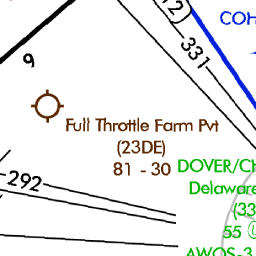 12
COH
331
9
Full Throttle Farm Pvt
(23DE)
81 - 30
DOVER/CH
Delaware
292
(33
55
AWOS-3